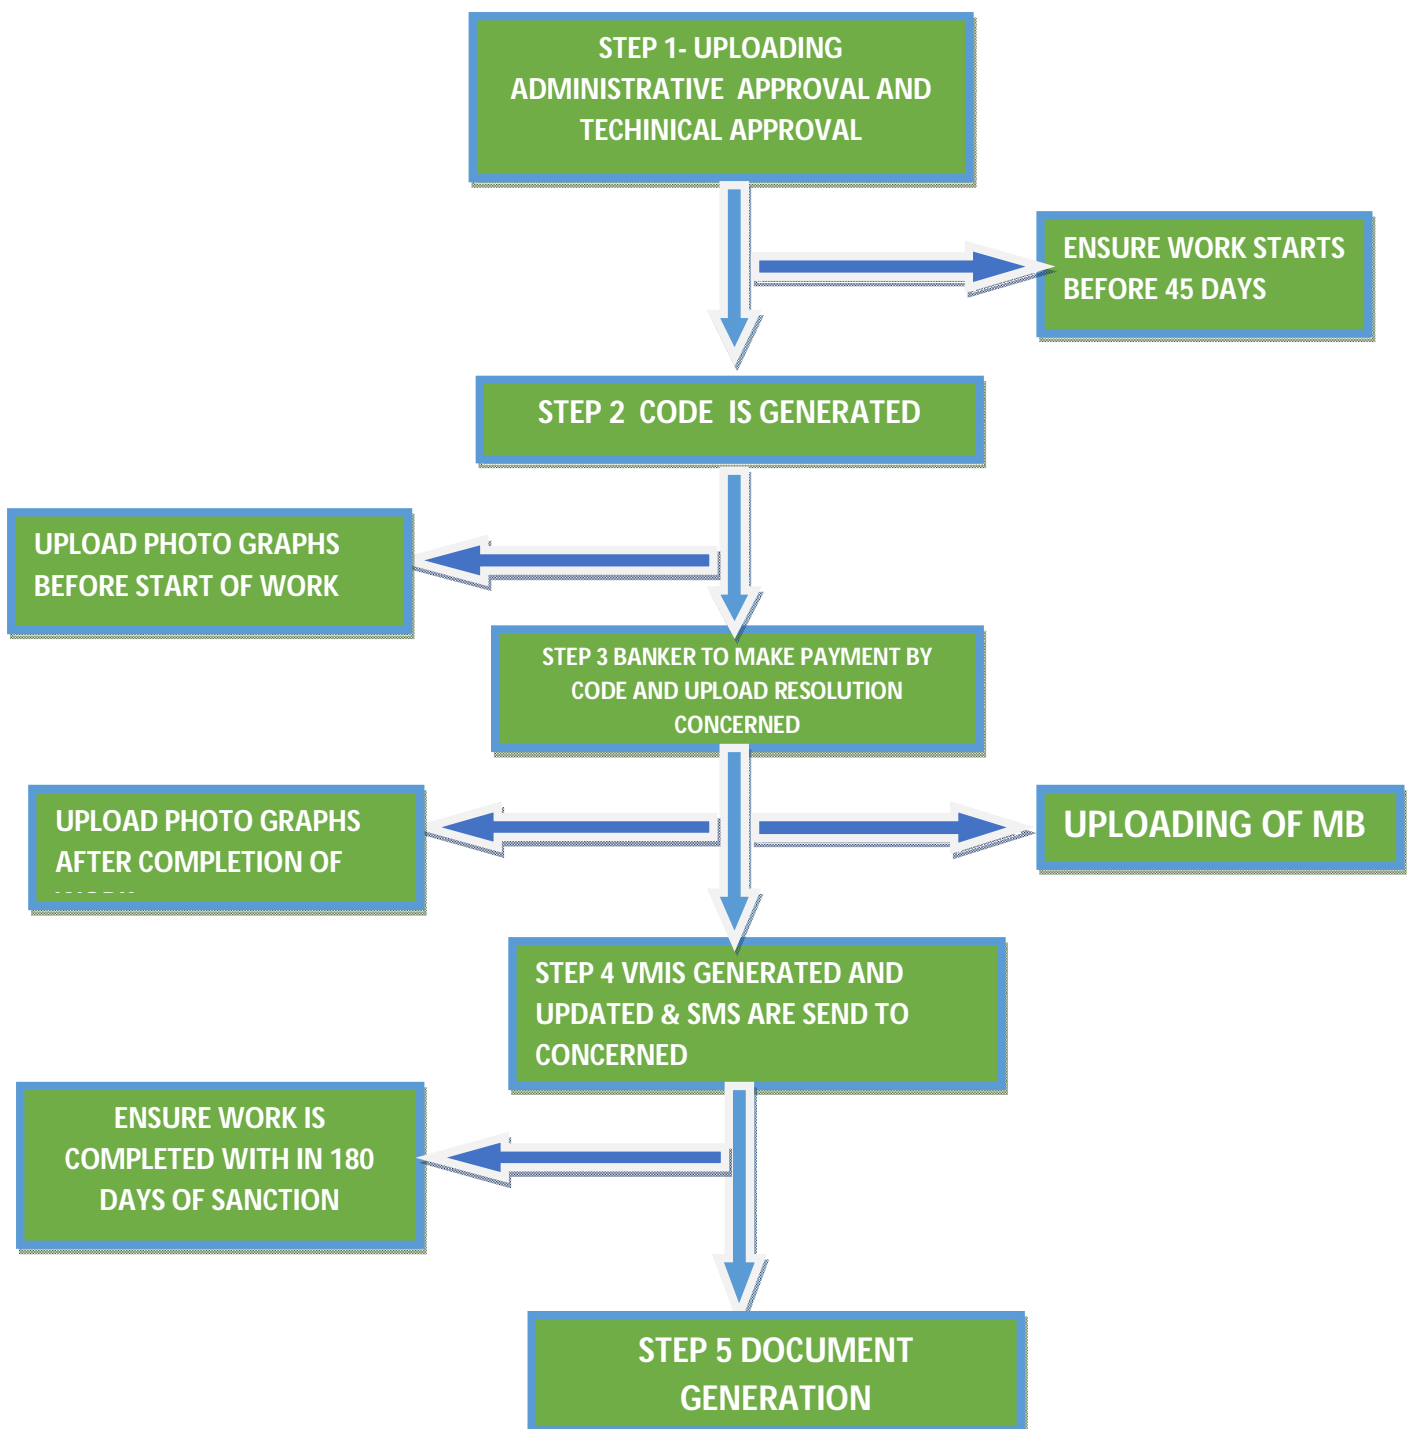 STEP 1- UPLOADING
ADMINISTRATIVE APPROVAL AND
TECHINICAL APPROVAL
ENSURE WORK STARTS
BEFORE 45 DAYS
STEP 2 CODE IS GENERATED
UPLOAD PHOTO GRAPHS
BEFORE START OF WORK
STEP 3 BANKER TO MAKE PAYMENT BY
CODE AND UPLOAD RESOLUTION
CONCERNED
UPLOAD PHOTO GRAPHS
AFTER COMPLETION OF
UPLOADING OF MB
STEP 4 VMIS GENERATED AND
UPDATED & SMS ARE SEND TO
CONCERNED
ENSURE WORK IS
COMPLETED WITH IN 180
DAYS OF SANCTION
STEP 5 DOCUMENT
GENERATION